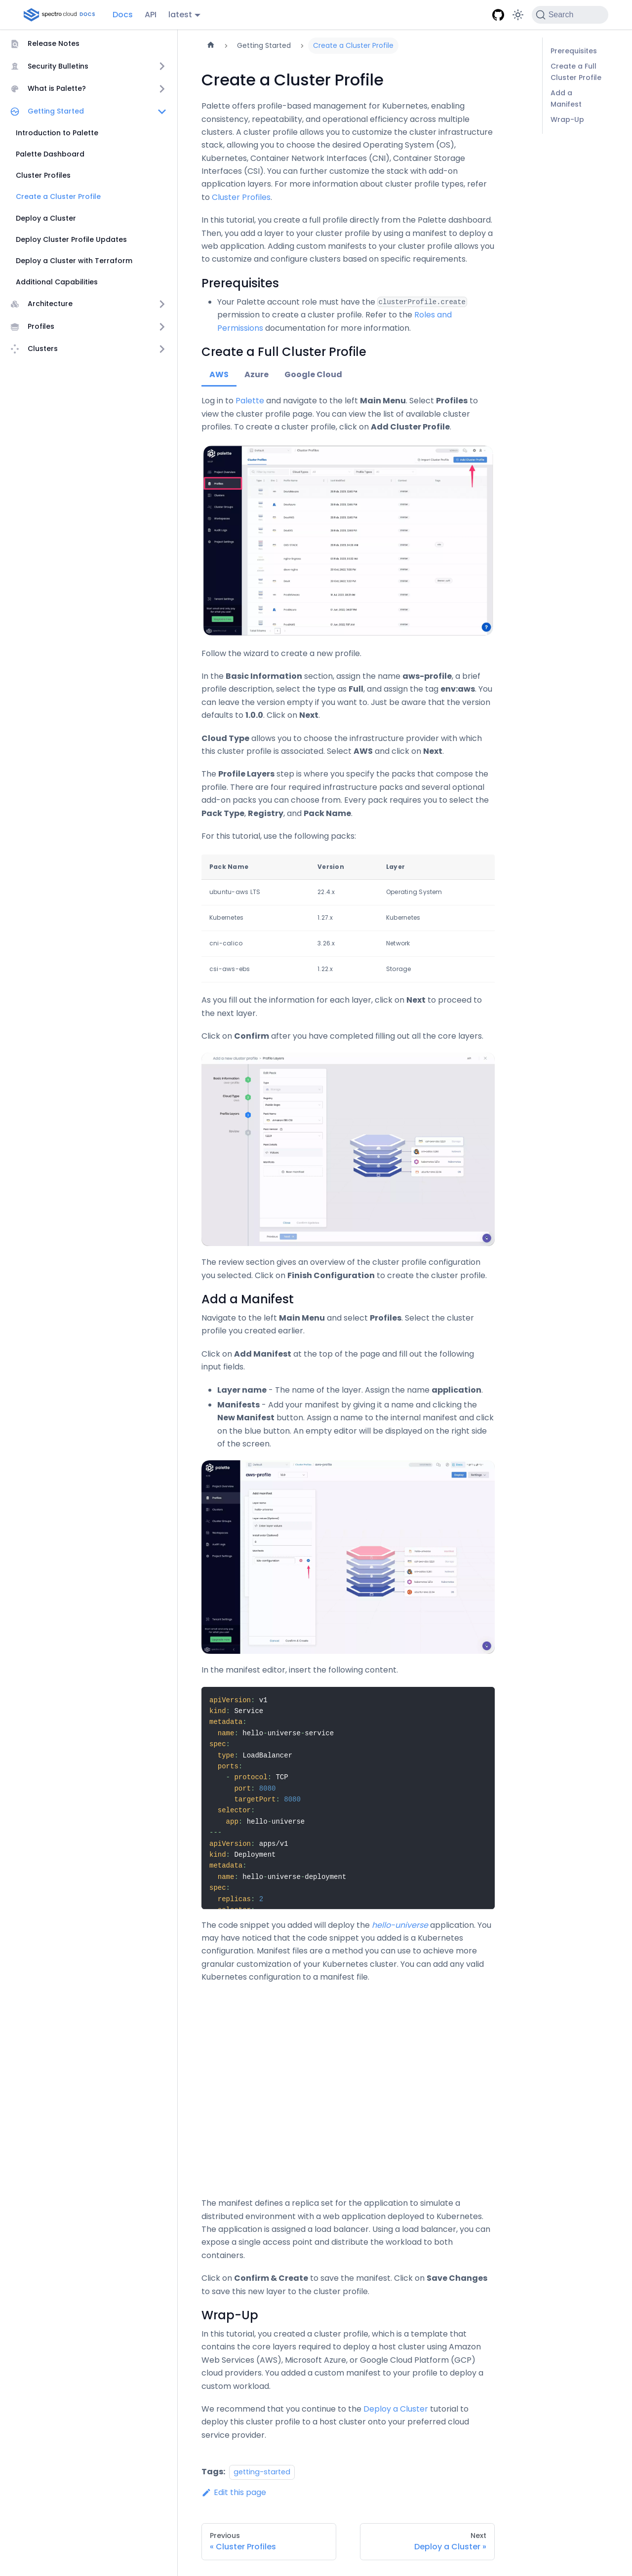 spectro cloud DOCS
Docs
API
latest
Search
Release Notes
Security Bulletins
What is Palette?
Getting Started
Introduction to Palette
Palette Dashboard
Cluster Profiles
Create a Cluster Profile
Deploy a Cluster
Deploy Cluster Profile Updates
Deploy a Cluster with Terraform
Additional Capabilities
Architecture
Profiles
Clusters
Getting Started
Create a Cluster Profile
Create a Cluster Profile
Palette offers profile-based management for Kubernetes, enabling
consistency, repeatability, and operational efficiency across multiple
clusters. A cluster profile allows you to customize the cluster infrastructure
stack, allowing you to choose the desired Operating System (OS),
Kubernetes, Container Network Interfaces (CNI), Container Storage
Interfaces (CSI). You can further customize the stack with add-on
application layers. For more information about cluster profile types, refer
to Cluster Profiles.
In this tutorial, you create a full profile directly from the Palette dashboard.
Then, you add a layer to your cluster profile by using a manifest to deploy a
web application. Adding custom manifests to your cluster profile allows you
to customize and configure clusters based on specific requirements.
Prerequisites
Your Palette account role must have the clusterProfile.create
permission to create a cluster profile. Refer to the Roles and
Permissions documentation for more information.
Create a Full Cluster Profile
AWS
Azure
Google Cloud
Log in to Palette and navigate to the left Main Menu. Select Profiles to
view the cluster profile page. You can view the list of available cluster
profiles. To create a cluster profile, click on Add Cluster Profile.
Follow the wizard to create a new profile.
In the Basic Information section, assign the name aws-profile, a brief
profile description, select the type as Full, and assign the tag env:aws. You
can leave the version empty if you want to. Just be aware that the version
defaults to 1.0.0. Click on Next.
Cloud Type allows you to choose the infrastructure provider with which
this cluster profile is associated. Select AWS and click on Next.
The Profile Layers step is where you specify the packs that compose the
profile. There are four required infrastructure packs and several optional
add-on packs you can choose from. Every pack requires you to select the
Pack Type, Registry, and Pack Name.
For this tutorial, use the following packs:
Pack Name Version Layer
ubuntu-aws LTS 22.4.x Operating System
Kubernetes 1.27.x Kubernetes
cni-calico 3.26.x Network
csi-aws-ebs 1.22.x Storage
As you fill out the information for each layer, click on Next to proceed to
the next layer.
Click on Confirm after you have completed filling out all the core layers.
The review section gives an overview of the cluster profile configuration
you selected. Click on Finish Configuration to create the cluster profile.
Add a Manifest
Navigate to the left Main Menu and select Profiles. Select the cluster
profile you created earlier.
Click on Add Manifest at the top of the page and fill out the following
input fields.
Layer name - The name of the layer. Assign the name application.
Manifests - Add your manifest by giving it a name and clicking the
New Manifest button. Assign a name to the internal manifest and click
on the blue button. An empty editor will be displayed on the right side
of the screen.
In the manifest editor, insert the following content.
apiVersion: v1
kind: Service
metadata:
name: hello-universe-service
spec:
type: LoadBalancer
ports:
- protocol: TCP
port: 8080
targetPort: 8080
selector:
app: hello-universe
---
apiVersion: apps/v1
kind: Deployment
metadata:
name: hello-universe-deployment
spec:
replicas: 2
The code snippet you added will deploy the hello-universe application. You
may have noticed that the code snippet you added is a Kubernetes
configuration. Manifest files are a method you can use to achieve more
granular customization of your Kubernetes cluster. You can add any valid
Kubernetes configuration to a manifest file.
The manifest defines a replica set for the application to simulate a
distributed environment with a web application deployed to Kubernetes.
The application is assigned a load balancer. Using a load balancer, you can
expose a single access point and distribute the workload to both
containers.
Click on Confirm & Create to save the manifest. Click on Save Changes
to save this new layer to the cluster profile.
Wrap-Up
In this tutorial, you created a cluster profile, which is a template that
contains the core layers required to deploy a host cluster using Amazon
Web Services (AWS), Microsoft Azure, or Google Cloud Platform (GCP)
cloud providers. You added a custom manifest to your profile to deploy a
custom workload.
We recommend that you continue to the Deploy a Cluster tutorial to
deploy this cluster profile to a host cluster onto your preferred cloud
service provider.
Tags: getting-started
Edit this page
Previous
« Cluster Profiles
Next
Deploy a Cluster »
Prerequisites
Create a Full
Cluster Profile
Add a
Manifest
Wrap-Up